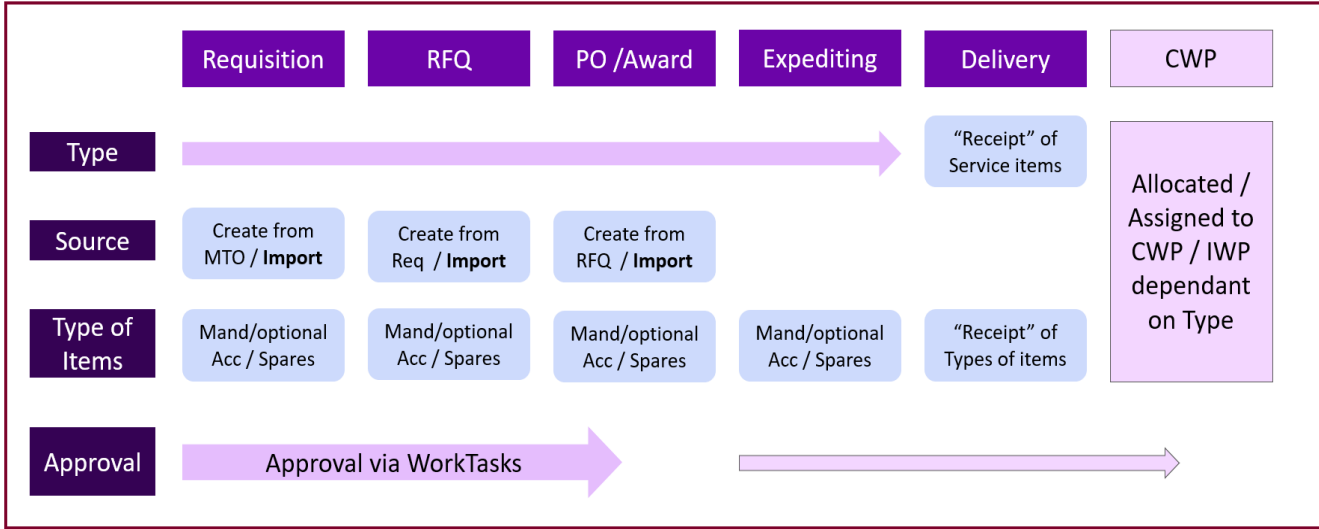 Requisition
RFQ
PO /Award
Expediting
Delivery
CWP
Type
“Receipt” of
Service items
Allocated /
Assigned to
CWP / IWP
dependant
on Type
Source
Create from
MTO / Import
Create from
Req / Import
Create from
RFQ / Import
Type of
Items
Mand/optional
Acc / Spares
Mand/optional
Acc / Spares
Mand/optional
Acc / Spares
Mand/optional
Acc / Spares
“Receipt” of
Types of items
Approval
Approval via WorkTasks